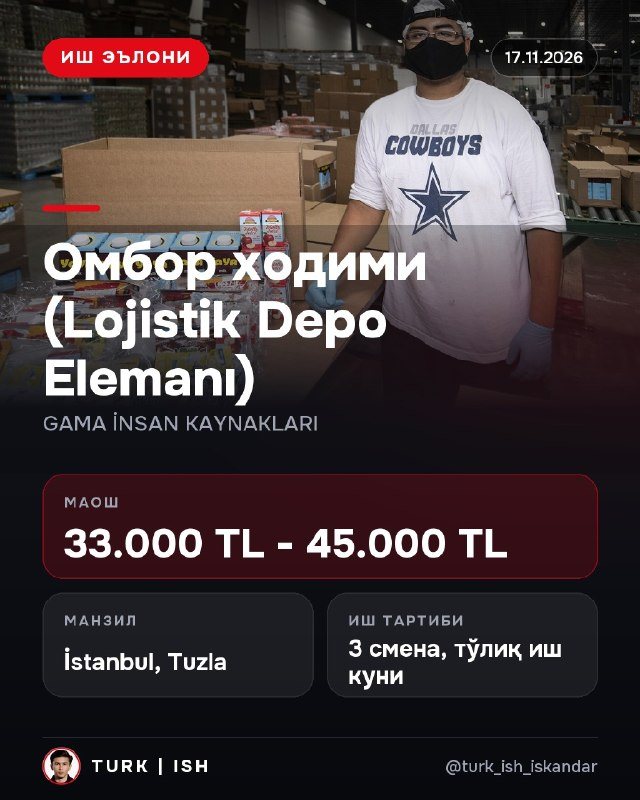 ИШ ЭЪЛОНИ
17.11.2026
DALLAS
COWBOYS
Омбор ходими
(Lojistik Depo
Elemanı)
GAMA İNSAN KAYNAKLARI
МАОШ
33.000 TL - 45.000 TL
МАНЗИЛ
İstanbul, Tuzla
ИШ ТАРТИБИ
3 смена, тўлиқ иш
куни
TURK | ISH
@turk_ish_iskandar